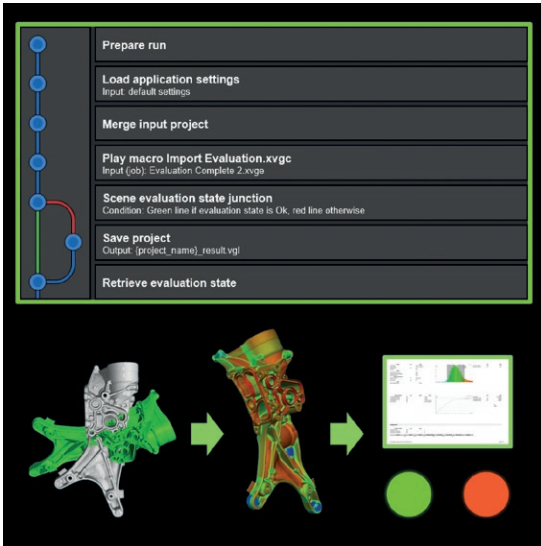 Prepare run
Load application settings
Input: default settings
Merge input project
Play macro Import Evaluation.xvgc
Input (job): Evaluation Complete 2.xvge
Scene evaluation state junction
Condition: Green line if evaluation state is Ok, red line otherwise
Save project
Output: {project_name}_result.vgl
Retrieve evaluation state